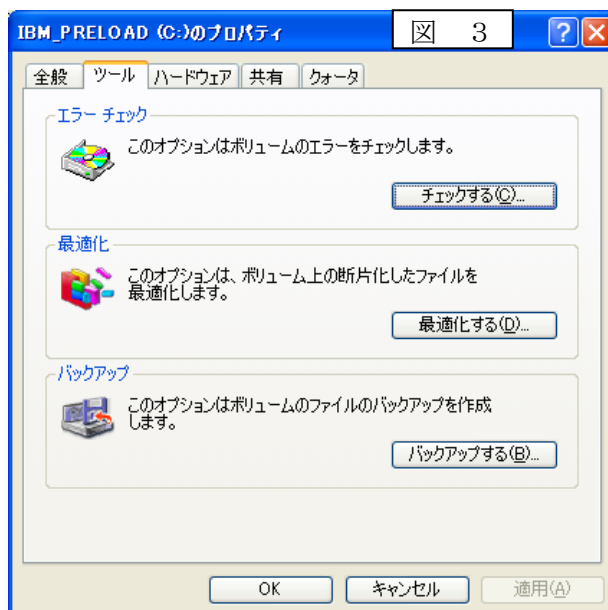 IBM_PRELOAD (C:)のプロパティ
図 3
全般 ツール ハードウェア 共有 クォータ
エラー チェック
このオプションはボリュームのエラーをチェックします。
チェックする(C)...
最適化
このオプションは、ボリューム上の断片化したファイルを
最適化します。
最適化する(D)...
バックアップ
このオプションはボリュームのファイルのバックアップを作成
します。
バックアップする(B)...
OK キャンセル 適用(A)